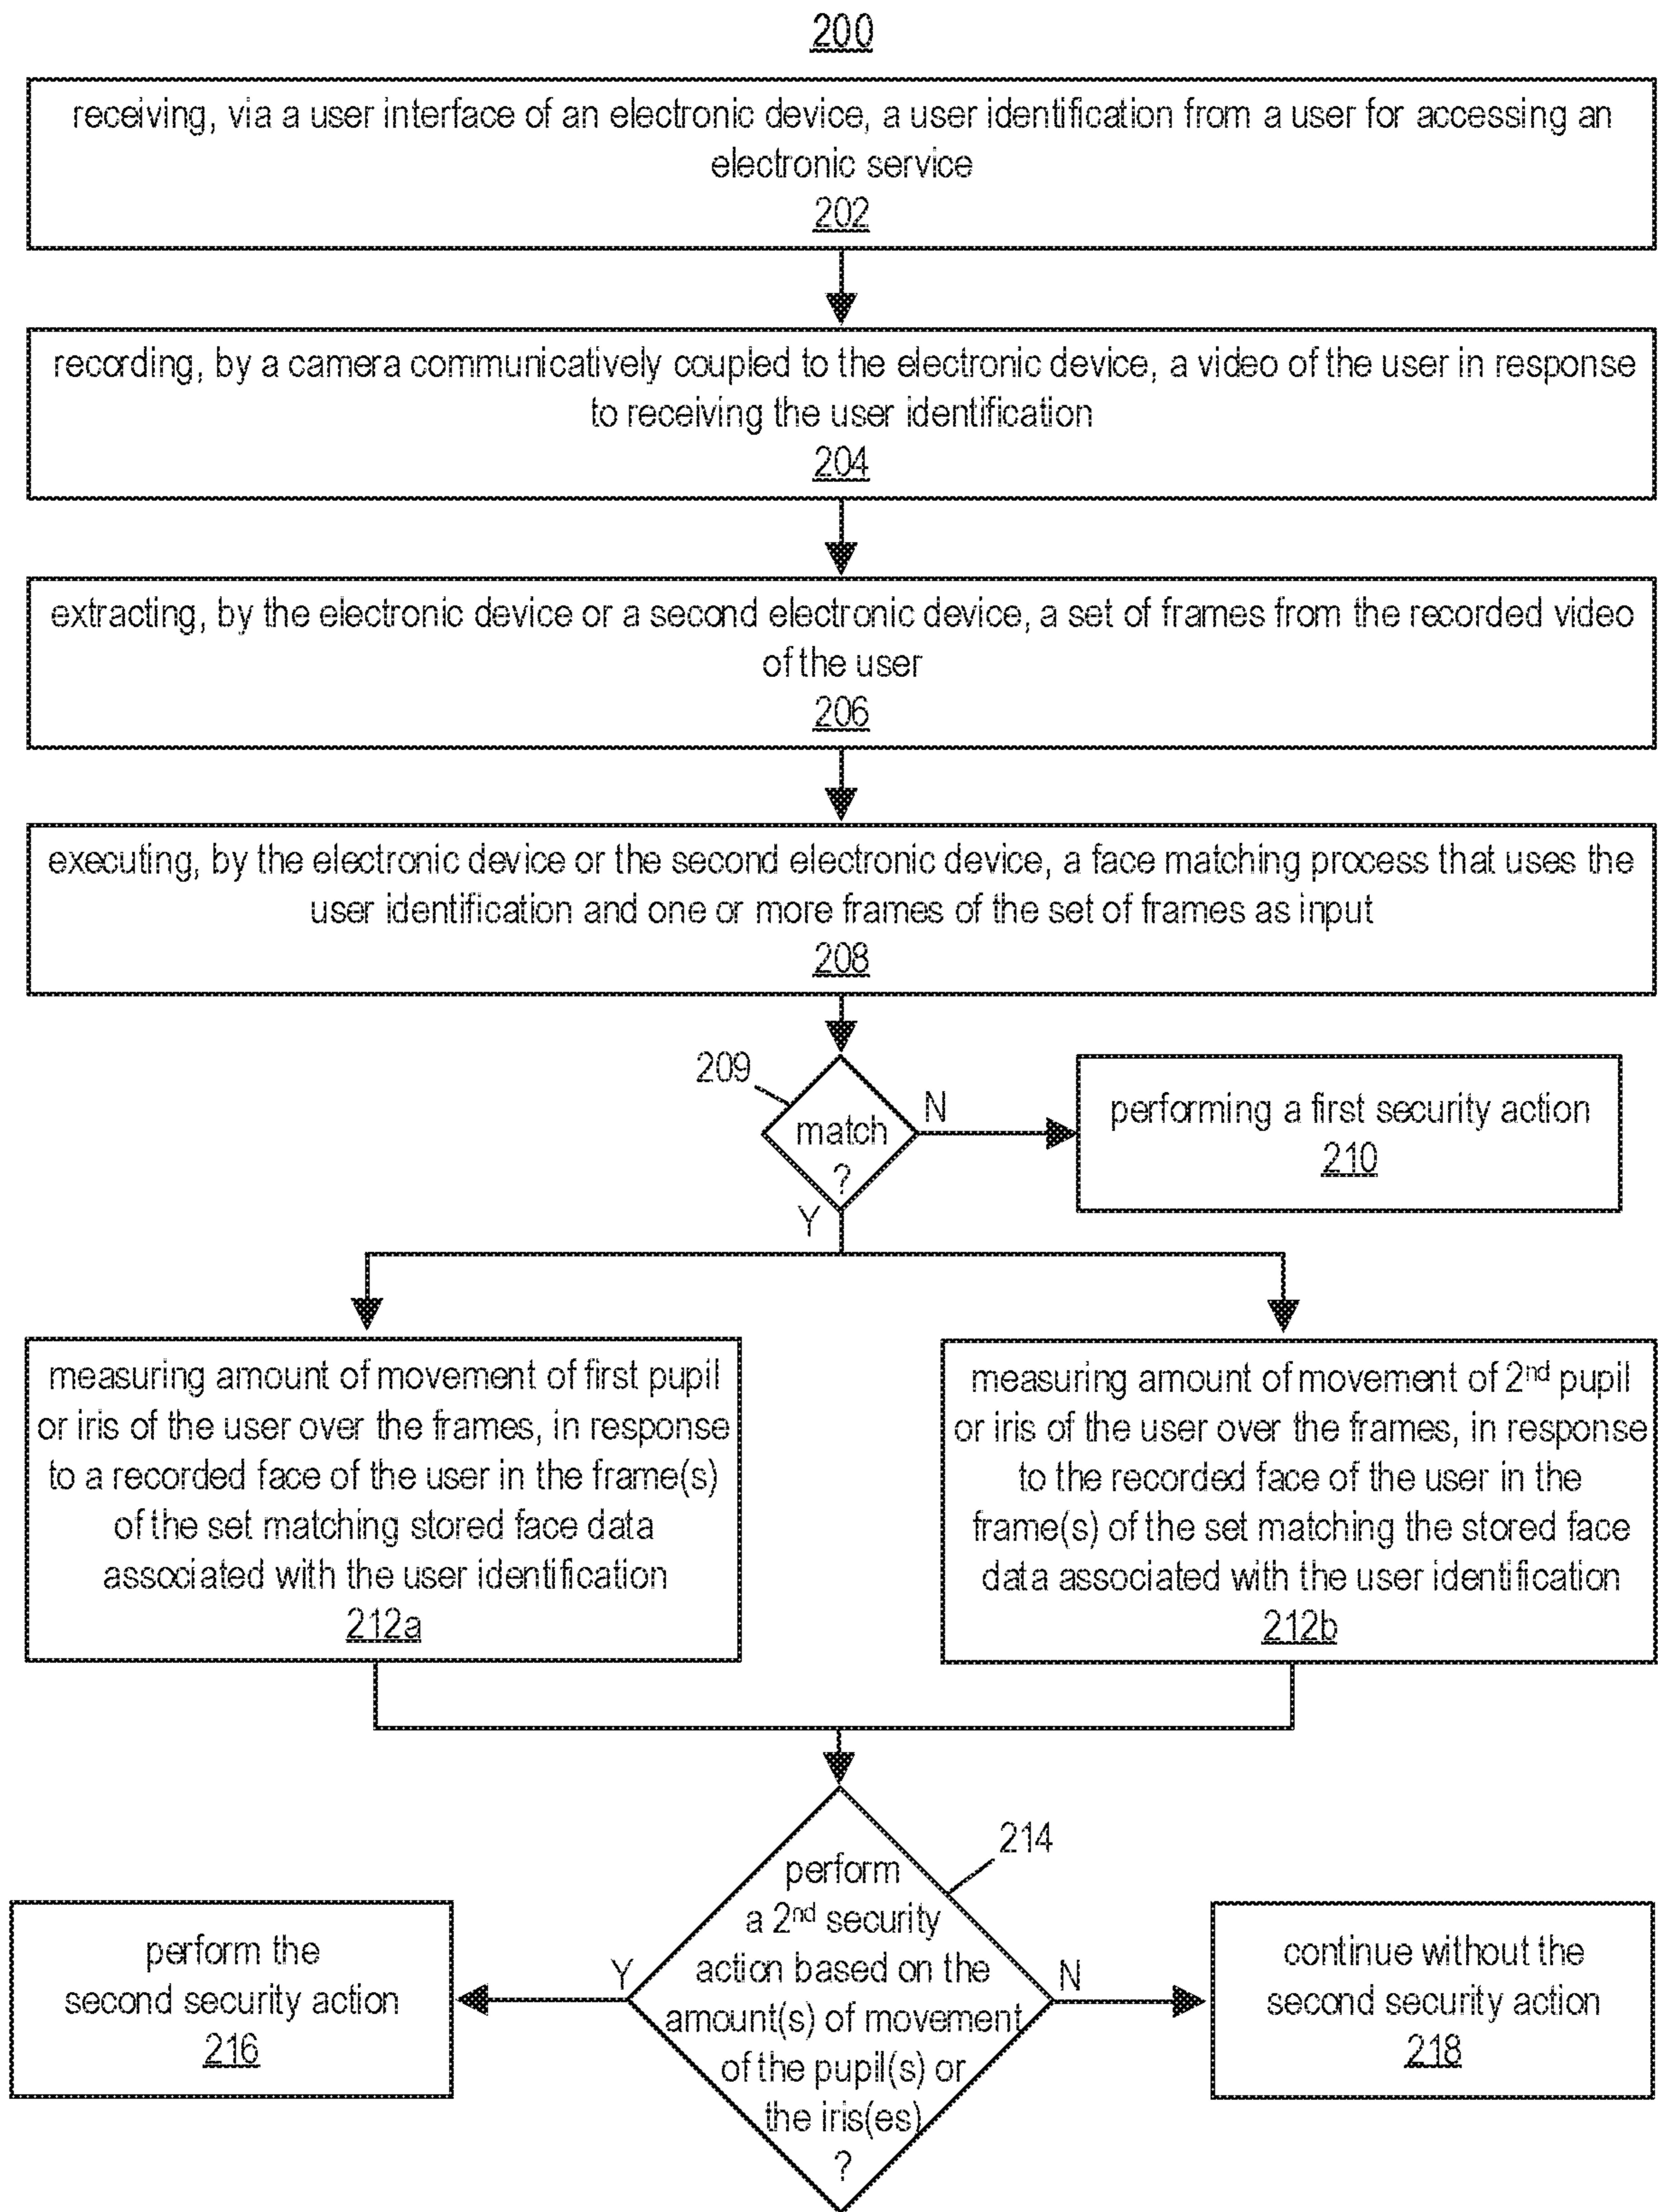 200
receiving, via a user interface of an electronic device, a user identification from a user for accessing an
electronic service
202
recording, by a camera communicatively coupled to the electronic device, a video of the user in response
to receiving the user identification
204
extracting, by the electronic device or a second electronic device, a set of frames from the recorded video
of the user
206
executing, by the electronic device or the second electronic device, a face matching process that uses the
user identification and one or more frames of the set of frames as input
208
209
match
?
N
Y
performing a first security action
210
measuring amount of movement of first pupil
or iris of the user over the frames, in response
to a recorded face of the user in the frame(s)
of the set matching stored face data
associated with the user identification
212a
measuring amount of movement of 2nd pupil
or iris of the user over the frames, in response
to the recorded face of the user in the
frame(s) of the set matching the stored face
data associated with the user identification
212b
214
perform
a 2nd security
action based on the
amount(s) of movement
of the pupil(s) or
the iris(es)
?
Y
N
perform the
second security action
216
continue without the
second security action
218